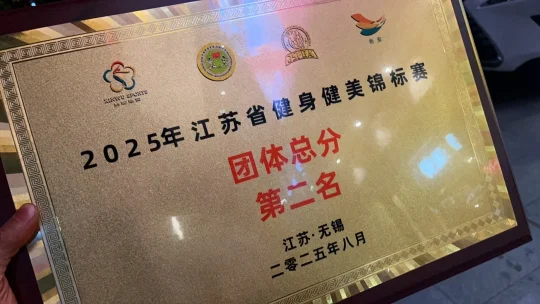 2025年江苏省健身健美锦标赛
团体总分
第二名
江苏·无锡
二零二五年八月